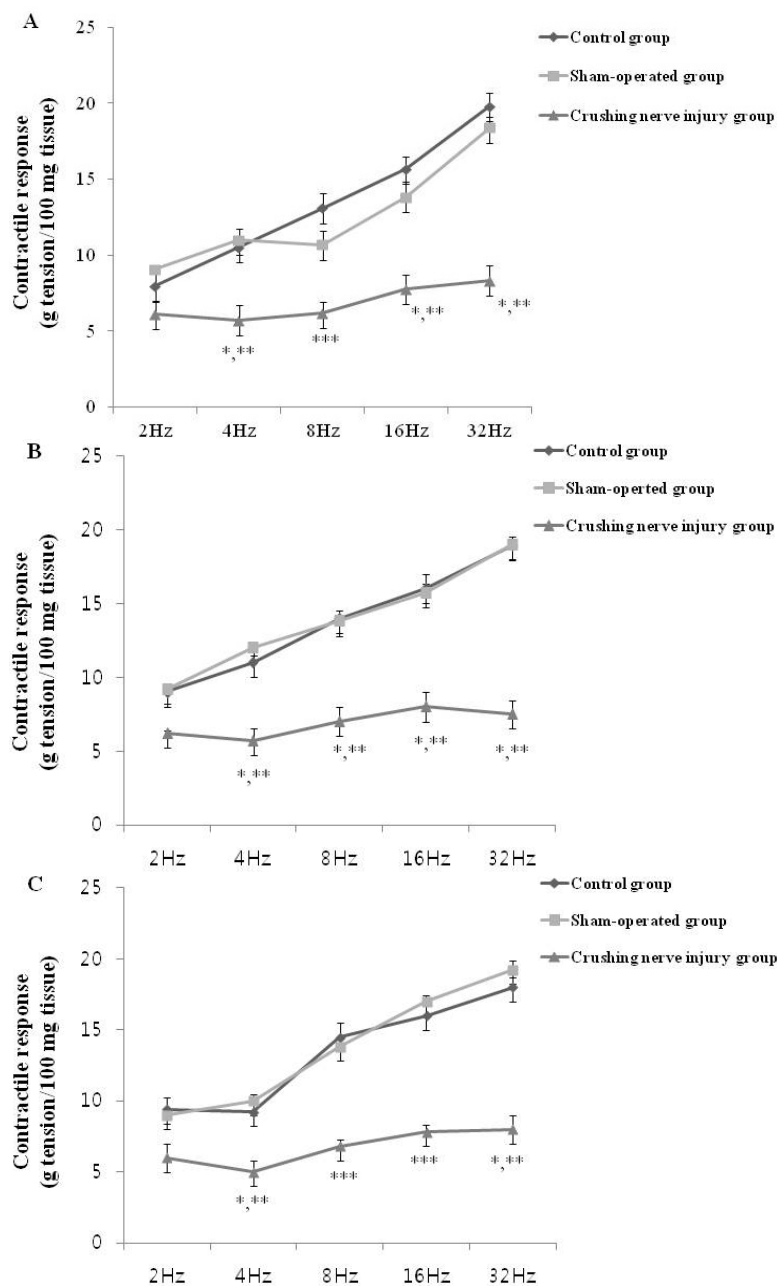 A
25
20
15
10
5
0
Contractile response
(g tension/100 mg tissue)
Control group
Sham-operated group
Crushing nerve injury group
*,**
***
*,**
*,**
2Hz 4Hz 8Hz 16Hz 32Hz
B
25
20
15
10
5
0
Contractile response
(g tension/100 mg tissue)
Control group
Sham-operted group
Crushing nerve injury group
*,**
*,**
*,**
*,**
2Hz 4Hz 8Hz 16Hz 32Hz
C
25
20
15
10
5
0
Contractile response
(g tension/100 mg tissue)
Control group
Sham-operated group
Crushing nerve injury group
*,**
***
***
*,**
2Hz 4Hz 8Hz 16Hz 32Hz